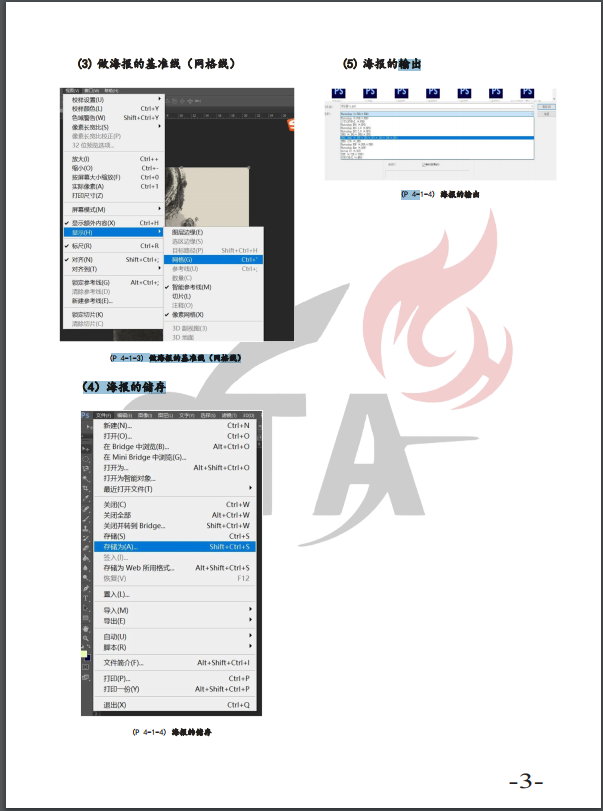 (3) 做海报的基准线（网格线）
视图(V) 窗口(W) 帮助(H)
校样设置(U)
校样颜色(L) Ctrl+Y
色域警告(W) Shift+Ctrl+Y
像素长宽比(S)
像素长宽比校正(P)
32 位预览选项...
放大(I) Ctrl++
缩小(O) Ctrl+-
按屏幕大小缩放(F) Ctrl+0
实际像素(A) Ctrl+1
打印尺寸(Z)
屏幕模式(M)
显示额外内容(X) Ctrl+H
显示(H)
标尺(R) Ctrl+R
对齐(N) Shift+Ctrl+;
对齐到(T)
锁定参考线(G) Alt+Ctrl+;
清除参考线(D)
新建参考线(E)...
锁定切片(K)
清除切片(C)
图层边缘(E)
选区边缘(S)
目标路径(P) Shift+Ctrl+H
网格(G) Ctrl+'
参考线(U) Ctrl+;
数量(C)
智能参考线(M)
切片(L)
注释(O)
像素网格(X)
3D 副视图(3)
3D 地面
(P 4-1-3) 做海报的基准线（网格线）
(4) 海报的储存
Ps 文件(F) 编辑(E) 图像(I) 图层(L) 文字(Y) 选择(S) 滤镜(T) 3D(D)
新建(N)... Ctrl+N
打开(O)... Ctrl+O
在 Bridge 中浏览(B)... Alt+Ctrl+O
在 Mini Bridge 中浏览(G)...
打开为... Alt+Shift+Ctrl+O
打开为智能对象...
最近打开文件(T)
关闭(C) Ctrl+W
关闭全部 Alt+Ctrl+W
关闭并转到 Bridge... Shift+Ctrl+W
存储(S) Ctrl+S
存储为(A)... Shift+Ctrl+S
签入(I)...
存储为 Web 所用格式... Alt+Shift+Ctrl+S
恢复(V) F12
置入(L)...
导入(M)
导出(E)
自动(U)
脚本(R)
文件简介(F)... Alt+Shift+Ctrl+I
打印(P)... Ctrl+P
打印一份(Y) Alt+Shift+Ctrl+P
退出(X) Ctrl+Q
(P 4-1-4) 海报的储存
(5) 海报的输出
PS PS PS PS PS PS PS
(P 4-1-4) 海报的输出
TA
-3-